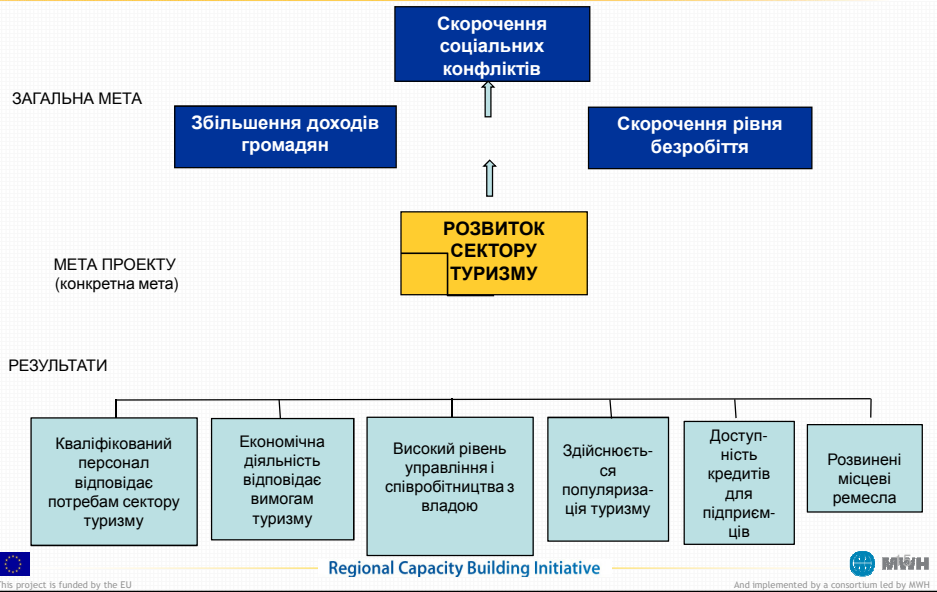 Скорочення
соціальних
конфліктів
ЗАГАЛЬНА МЕТА
Збільшення доходів
громадян
Скорочення рівня
безробіття
РОЗВИТОК
СЕКТОРУ
ТУРИЗМУ
МЕТА ПРОЕКТУ
(конкретна мета)
РЕЗУЛЬТАТИ
Кваліфікований
персонал
відповідає
потребам сектору
туризму
Економічна
діяльність
відповідає
вимогам
туризму
Високий рівень
управління і
співробітництва з
владою
Здійснюєть-
ся
популяриза-
ція туризму
Доступ-
ність
кредитів
для
підприєм-
ців
Розвинені
місцеві
ремесла
Regional Capacity Building Initiative
MWH
This project is funded by the EU
And implemented by a consortium led by MWH